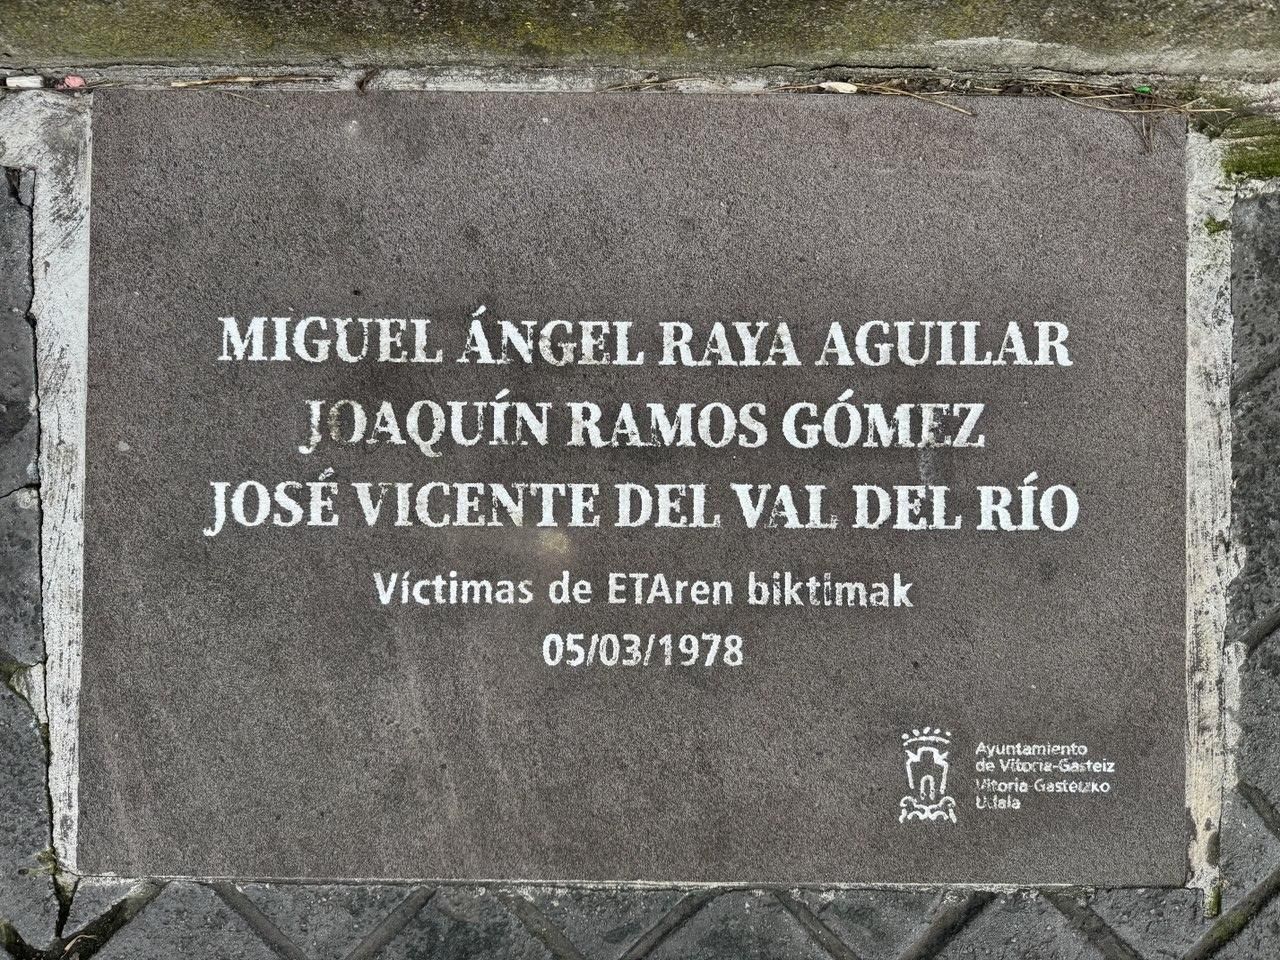 MIGUEL ÁNGEL RAYA AGUILAR
JOAQUÍN RAMOS GÓMEZ
JOSÉ VICENTE DEL VAL DEL RÍO
Víctimas de ETAren biktimak
05/03/1978
Ayuntamiento
de Vitoria-Gasteiz
Vitoria-Gasteizko
Udala